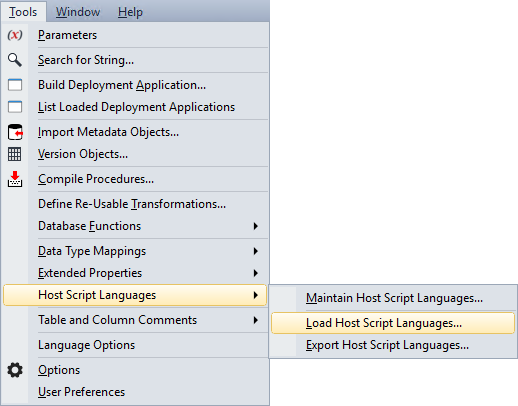 Tools Window Help
(x) Parameters
Search for String...
Build Deployment Application...
List Loaded Deployment Applications
Import Metadata Objects...
Version Objects...
Compile Procedures...
Define Re-Usable Transformations...
Database Functions
Data Type Mappings
Extended Properties
Host Script Languages
Maintain Host Script Languages...
Load Host Script Languages...
Export Host Script Languages...
Table and Column Comments
Language Options
Options
User Preferences